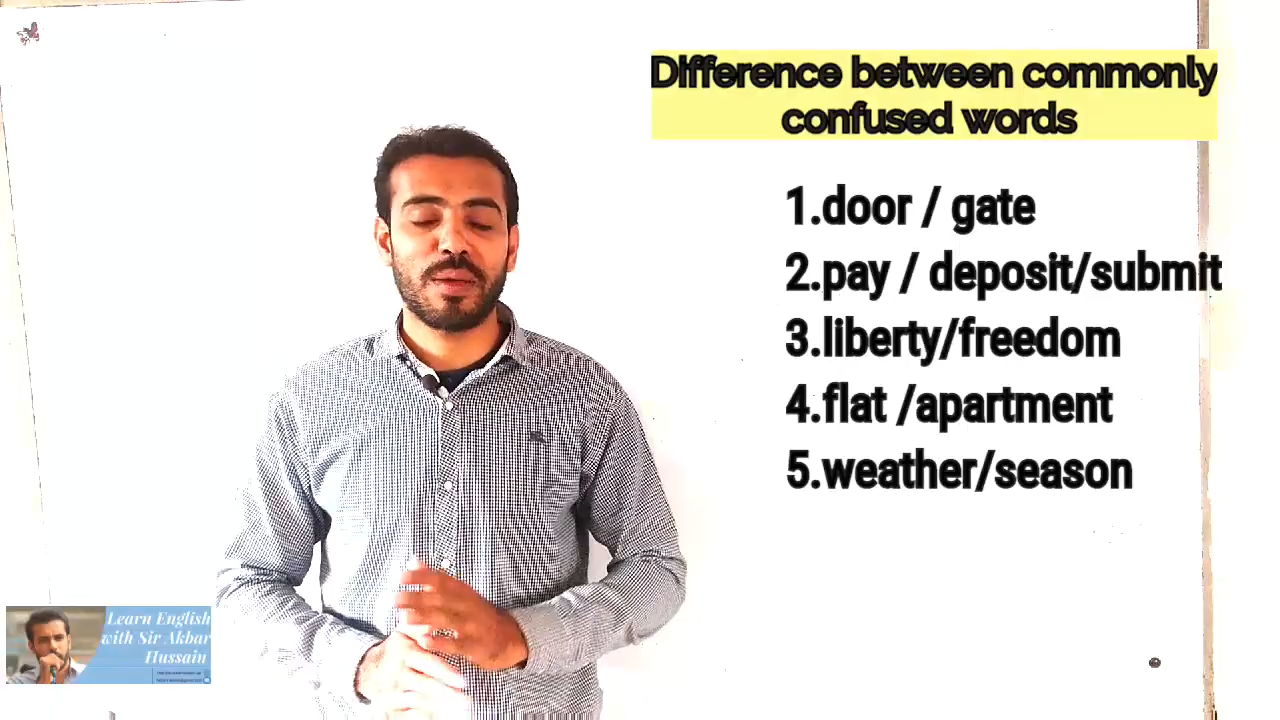 Difference between commonly
confused words
1.door / gate
2.pay / deposit/submit
3.liberty/freedom
4.flat /apartment
5.weather/season
Learn English
with Sir Akbar
Hussain